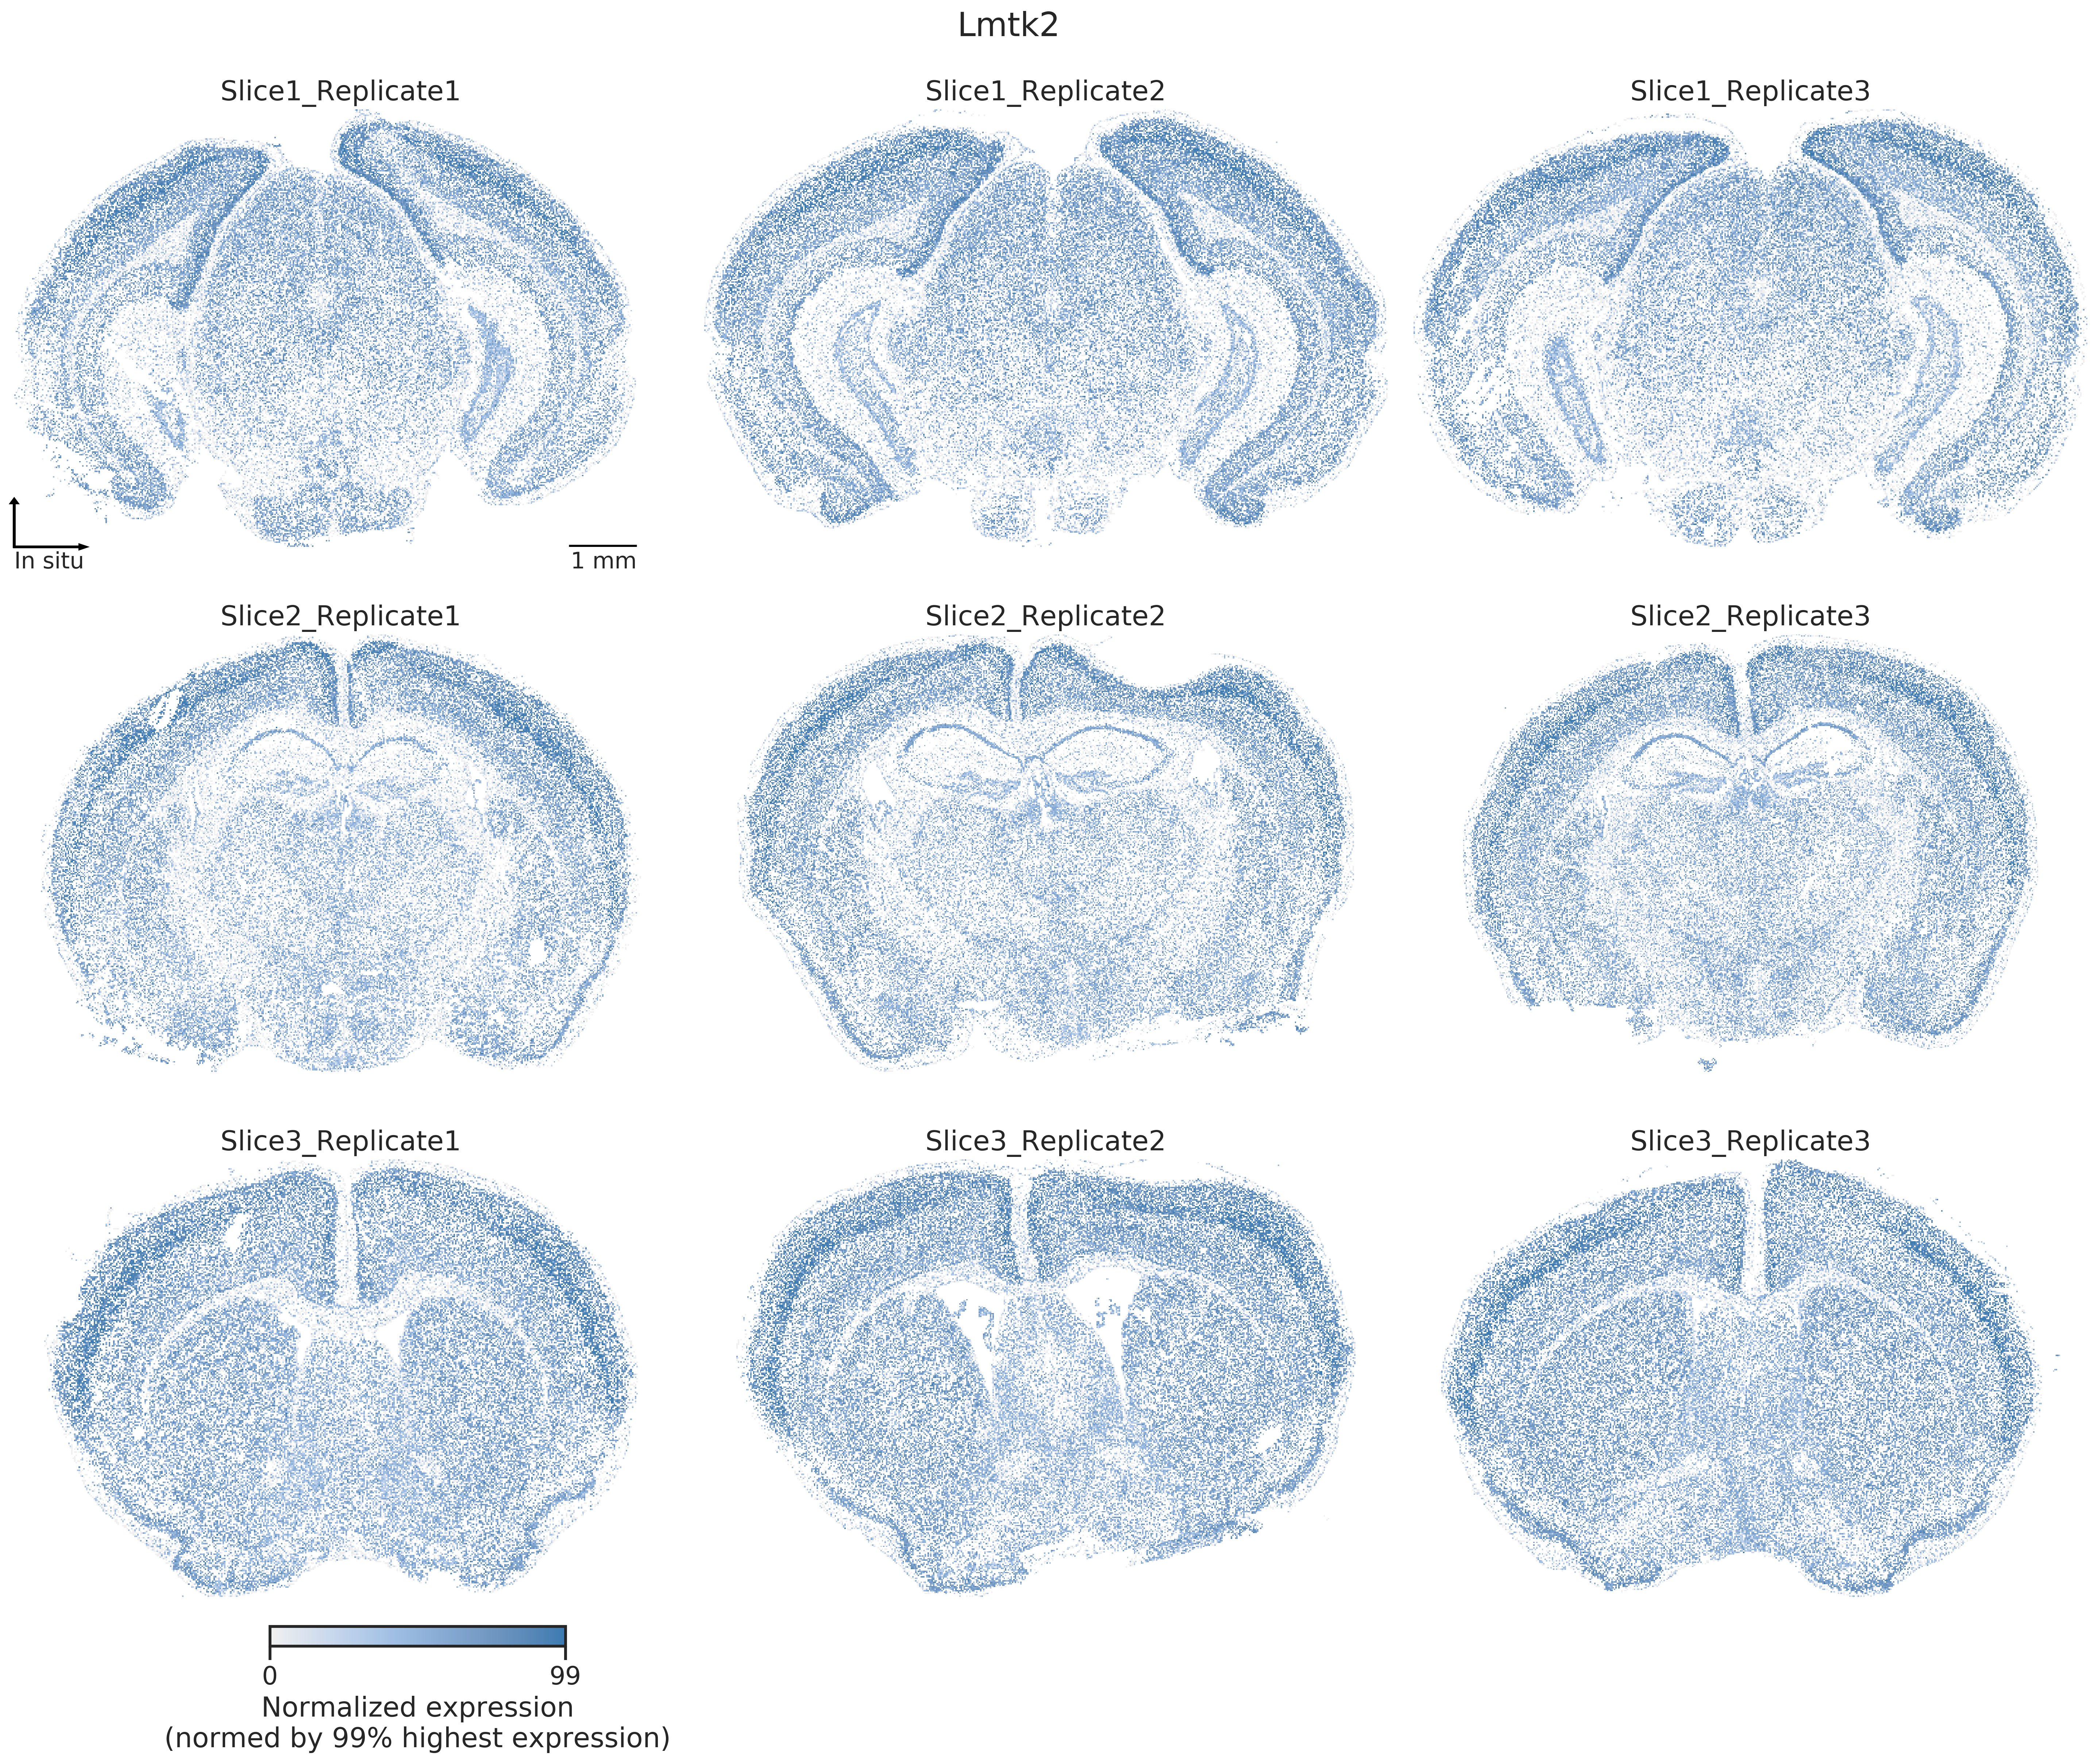 Lmtk2
Slice1_Replicate1
Slice1_Replicate2
Slice1_Replicate3
In situ
1 mm
Slice2_Replicate1
Slice2_Replicate2
Slice2_Replicate3
Slice3_Replicate1
Slice3_Replicate2
Slice3_Replicate3
0
99
Normalized expression
(normed by 99% highest expression)